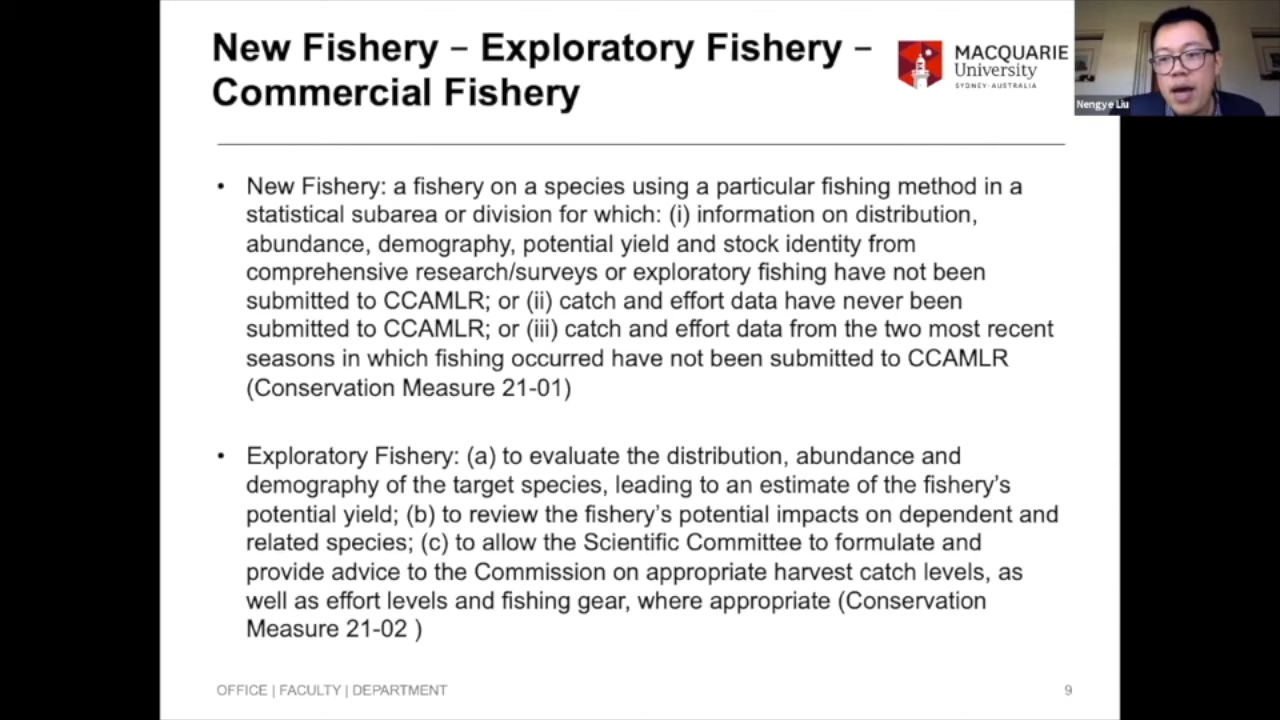 New Fishery – Exploratory Fishery –
Commercial Fishery
MACQUARIE
University
SYDNEY·AUSTRALIA
Nengye Liu
• New Fishery: a fishery on a species using a particular fishing method in a
statistical subarea or division for which: (i) information on distribution,
abundance, demography, potential yield and stock identity from
comprehensive research/surveys or exploratory fishing have not been
submitted to CCAMLR; or (ii) catch and effort data have never been
submitted to CCAMLR; or (iii) catch and effort data from the two most recent
seasons in which fishing occurred have not been submitted to CCAMLR
(Conservation Measure 21-01)
• Exploratory Fishery: (a) to evaluate the distribution, abundance and
demography of the target species, leading to an estimate of the fishery’s
potential yield; (b) to review the fishery’s potential impacts on dependent and
related species; (c) to allow the Scientific Committee to formulate and
provide advice to the Commission on appropriate harvest catch levels, as
well as effort levels and fishing gear, where appropriate (Conservation
Measure 21-02 )
OFFICE | FACULTY | DEPARTMENT
9